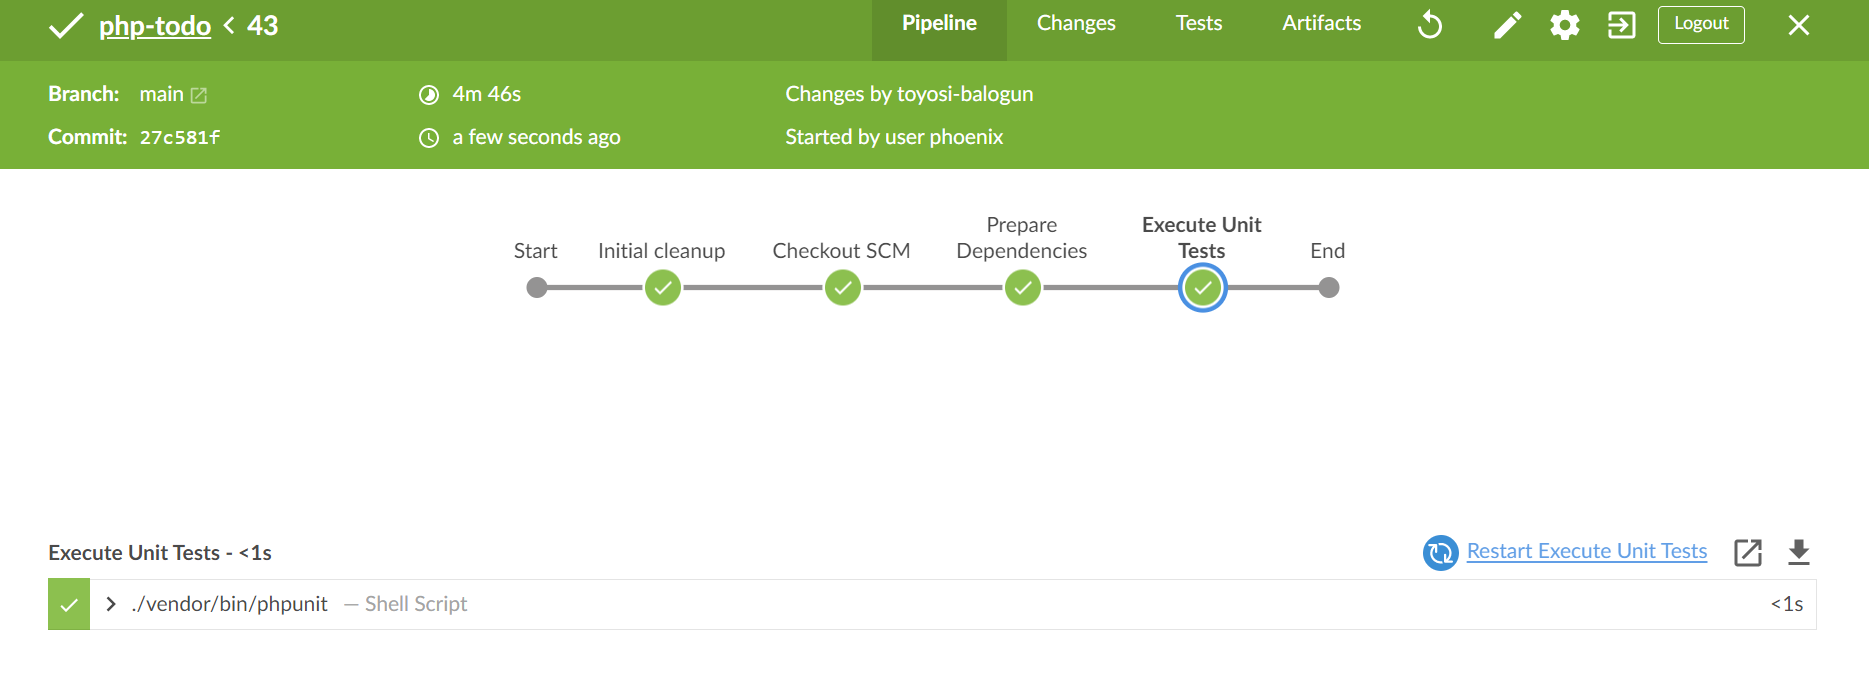 php-todo < 43
Pipeline
Changes
Tests
Artifacts
Logout
Branch: main
4m 46s
Changes by toyosi-balogun
Commit: 27c581f
a few seconds ago
Started by user phoenix
Start
Initial cleanup
Checkout SCM
Prepare
Dependencies
Execute Unit
Tests
End
Execute Unit Tests - <1s
Restart Execute Unit Tests
./vendor/bin/phpunit — Shell Script
<1s